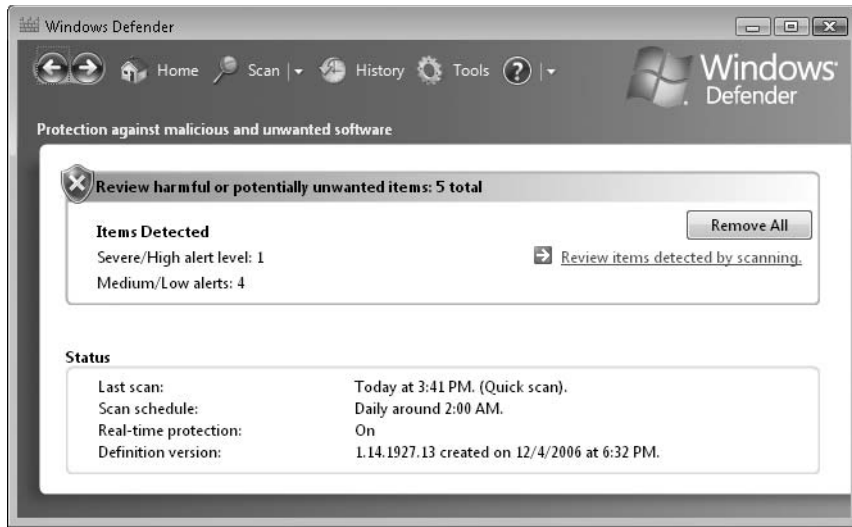 Windows Defender
Home Scan History Tools ?
Windows
Defender
Protection against malicious and unwanted software
Review harmful or potentially unwanted items: 5 total
Items Detected
Remove All
Severe/High alert level: 1
Review items detected by scanning.
Medium/Low alerts: 4
Status
Last scan: Today at 3:41 PM. (Quick scan).
Scan schedule: Daily around 2:00 AM.
Real-time protection: On
Definition version: 1.14.1927.13 created on 12/4/2006 at 6:32 PM.